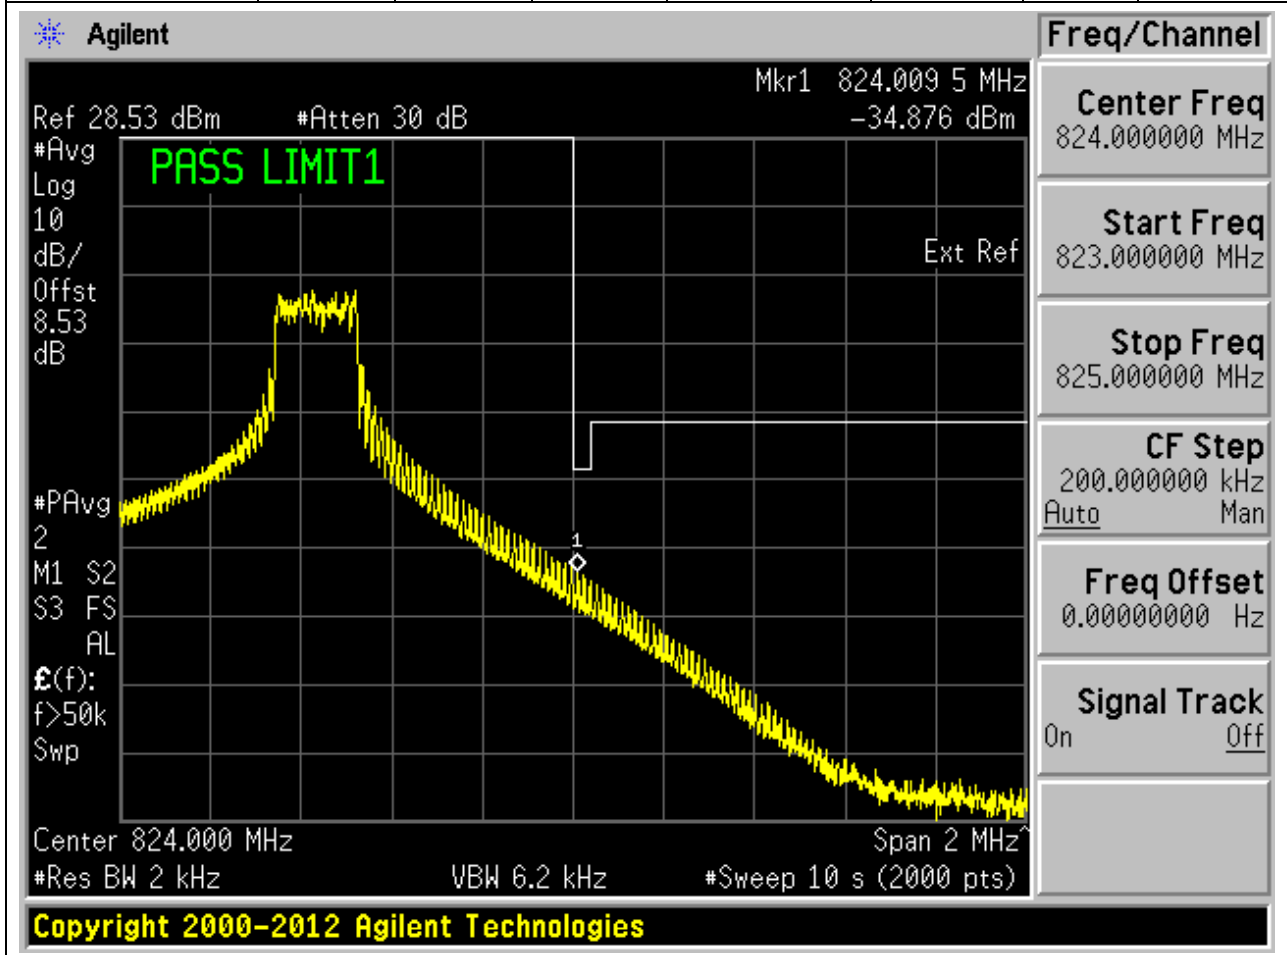 Agilent
Freq/Channel
Mkr1 824.009 5 MHz
Ref 28.53 dBm #Atten 30 dB -34.876 dBm
#Avg
Log
10
dB/
Offst
8.53
dB
PASS LIMIT1
Ext Ref
#PAvg
2
M1 S2
S3 FS
AL
£(f):
f>50k
Swp
1
Center 824.000 MHz Span 2 MHz^
#Res BW 2 kHz VBW 6.2 kHz #Sweep 10 s (2000 pts)
Center Freq
824.000000 MHz
Start Freq
823.000000 MHz
Stop Freq
825.000000 MHz
CF Step
200.000000 kHz
Auto Man
Freq Offset
0.00000000 Hz
Signal Track
On Off
Copyright 2000-2012 Agilent Technologies